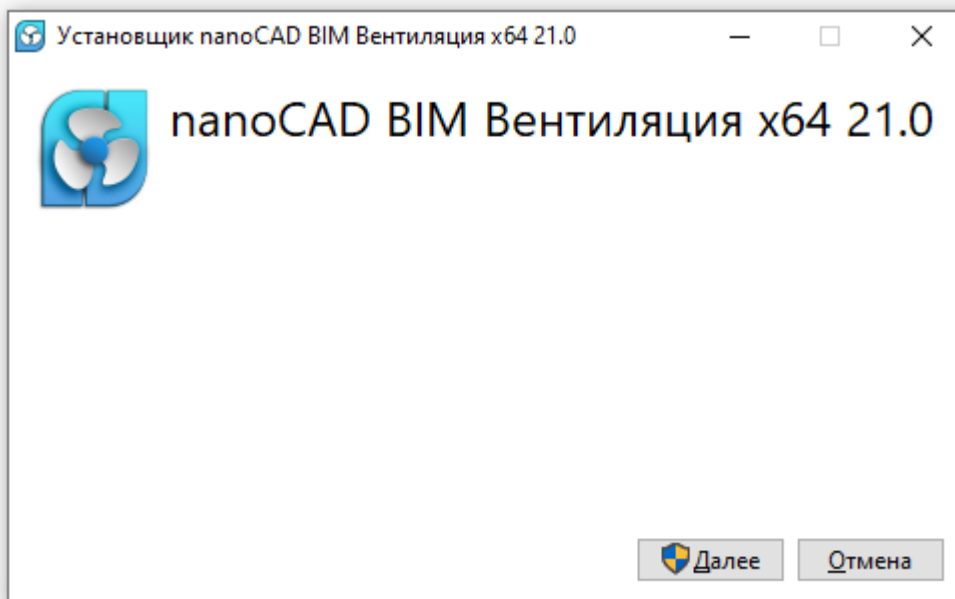 Установщик nanoCAD BIM Вентиляция x64 21.0
nanoCAD BIM Вентиляция x64 21.0
Далее
Отмена